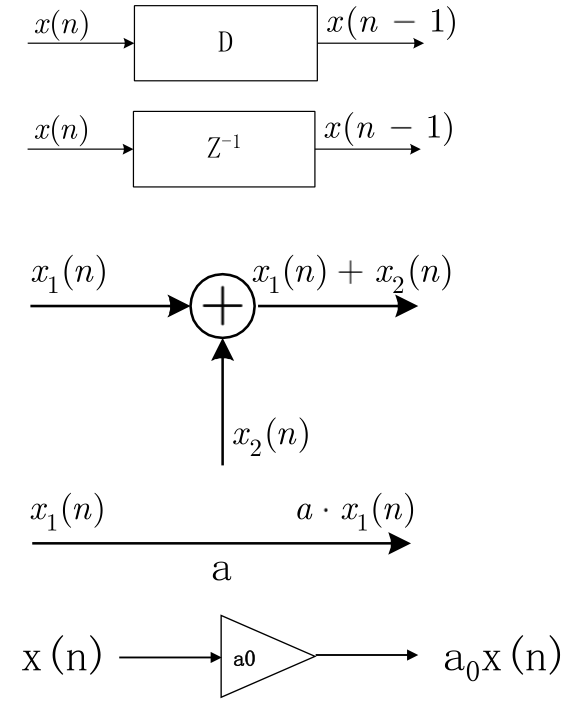 x(n) D x(n − 1)
x(n) Z⁻¹ x(n − 1)
x₁(n) x₁(n) + x₂(n)
+
x₂(n)
x₁(n) a · x₁(n)
a
x(n) a0 a₀x(n)